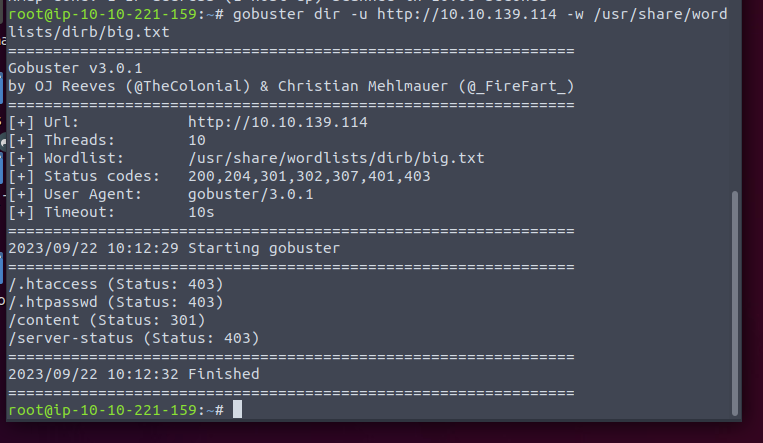 root@ip-10-10-221-159:~# gobuster dir -u http://10.10.139.114 -w /usr/share/word
lists/dirb/big.txt
===============================================================
Gobuster v3.0.1
by OJ Reeves (@TheColonial) & Christian Mehlmauer (@_FireFart_)
===============================================================
[+] Url:            http://10.10.139.114
[+] Threads:        10
[+] Wordlist:       /usr/share/wordlists/dirb/big.txt
[+] Status codes:   200,204,301,302,307,401,403
[+] User Agent:     gobuster/3.0.1
[+] Timeout:        10s
===============================================================
2023/09/22 10:12:29 Starting gobuster
===============================================================
/.htaccess (Status: 403)
/.htpasswd (Status: 403)
/content (Status: 301)
/server-status (Status: 403)
===============================================================
2023/09/22 10:12:32 Finished
===============================================================
root@ip-10-10-221-159:~#